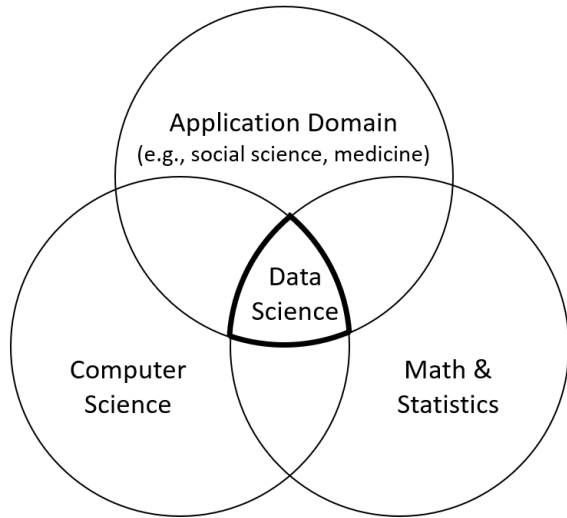 Application Domain
(e.g., social science, medicine)
Data
Science
Computer
Science
Math &
Statistics